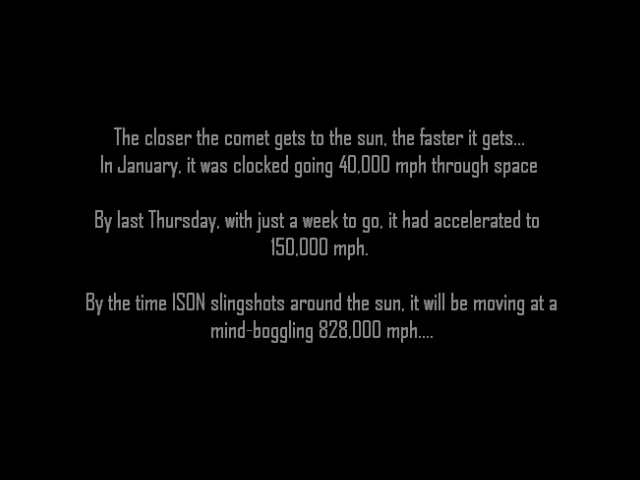 The closer the comet gets to the sun, the faster it gets...
In January, it was clocked going 40,000 mph through space
By last Thursday, with just a week to go, it had accelerated to
150,000 mph.
By the time ISON slingshots around the sun, it will be moving at a
mind-boggling 828,000 mph....